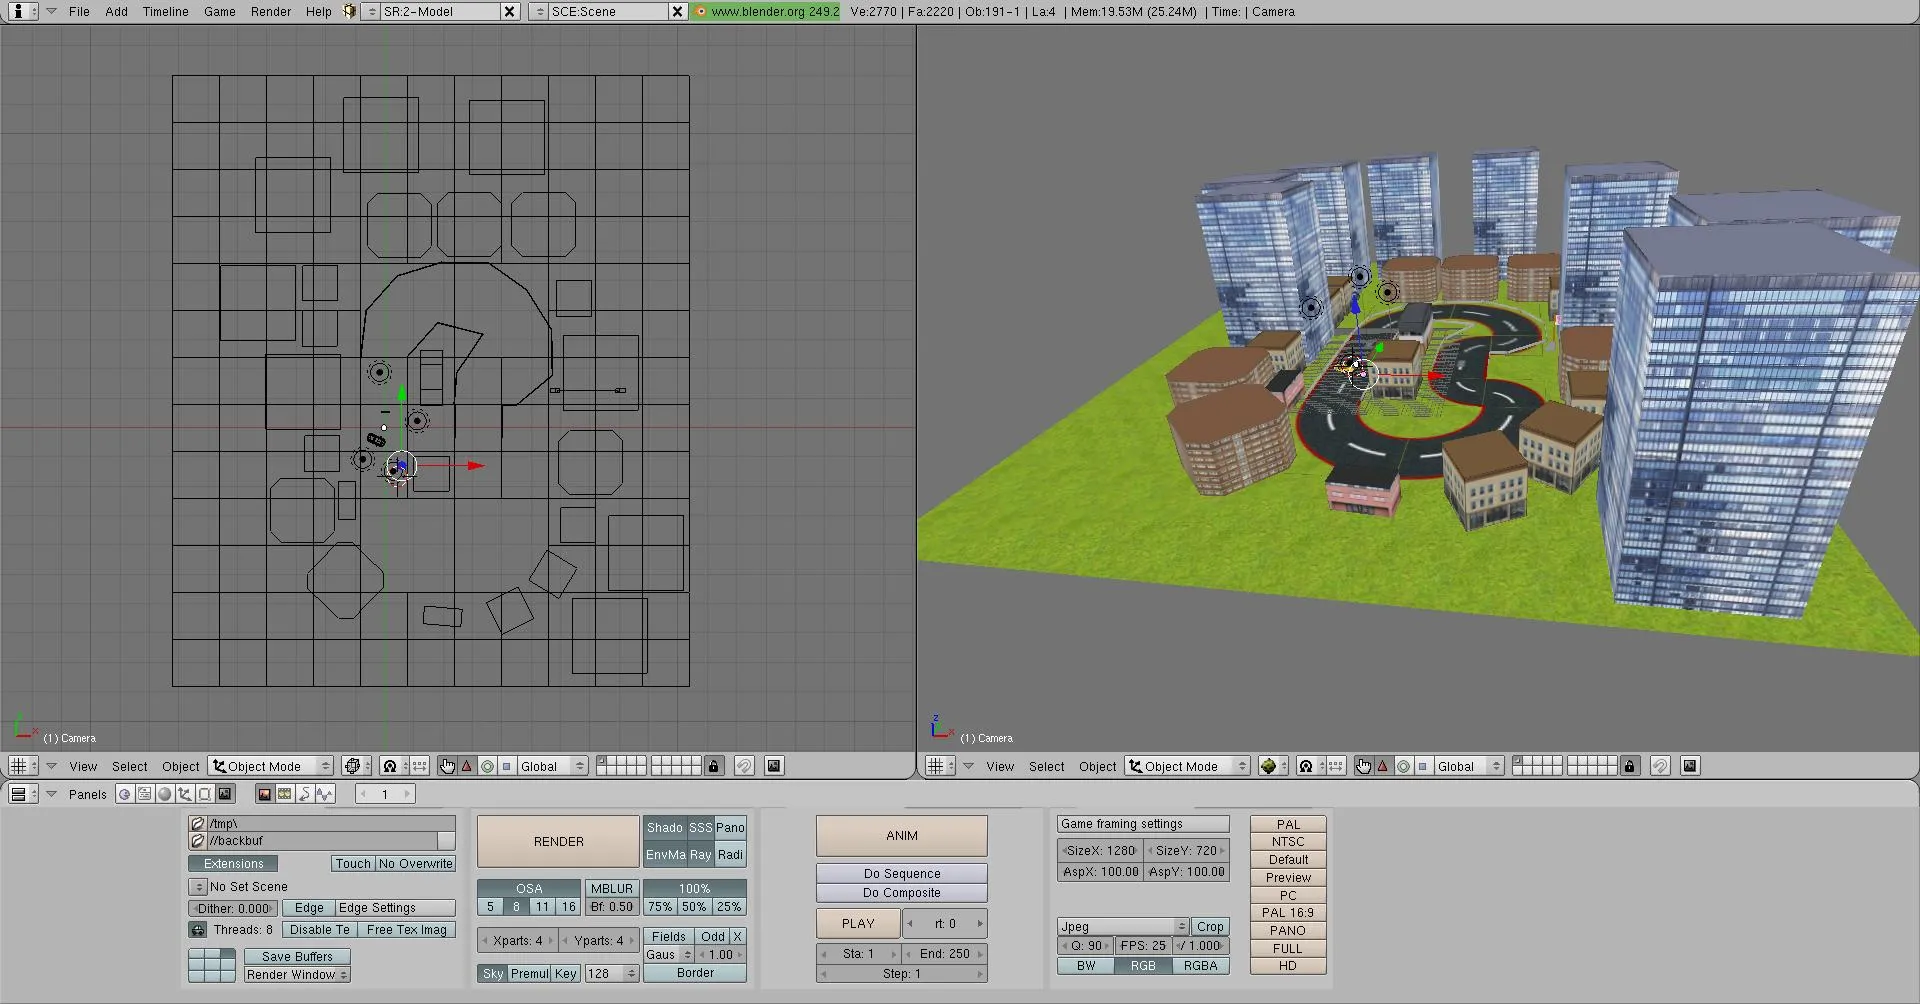 File Add Timeline Game Render Help SR:2-Model SCE:Scene www.blender.org 249.2 Ve:2770 | Fa:2220 | Ob:191-1 | La:4 | Mem:19.53M (25.24M) | Time: | Camera
(1) Camera
(1) Camera
View Select Object Object Mode Global
View Select Object Object Mode Global
Panels 1
/tmp\
//backbuf
Extensions Touch No Overwrite
No Set Scene
Dither: 0.000 Edge Edge Settings
Threads: 8 Disable Te Free Tex Imag
Save Buffers
Render Window
RENDER
Shado SSS Pano
EnvMa Ray Radi
OSA MBLUR 100%
5 8 11 16 Bf: 0.50 75% 50% 25%
Xparts: 4 Yparts: 4 Fields Odd X
Gaus 1.00
Sky Premul Key 128 Border
ANIM
Do Sequence
Do Composite
PLAY rt: 0
Sta: 1 End: 250
Step: 1
Game framing settings
SizeX: 1280 SizeY: 720
AspX: 100.00 AspY: 100.00
Jpeg Crop
Q: 90 FPS: 25 / 1.000
BW RGB RGBA
PAL
NTSC
Default
Preview
PC
PAL 16:9
PANO
FULL
HD